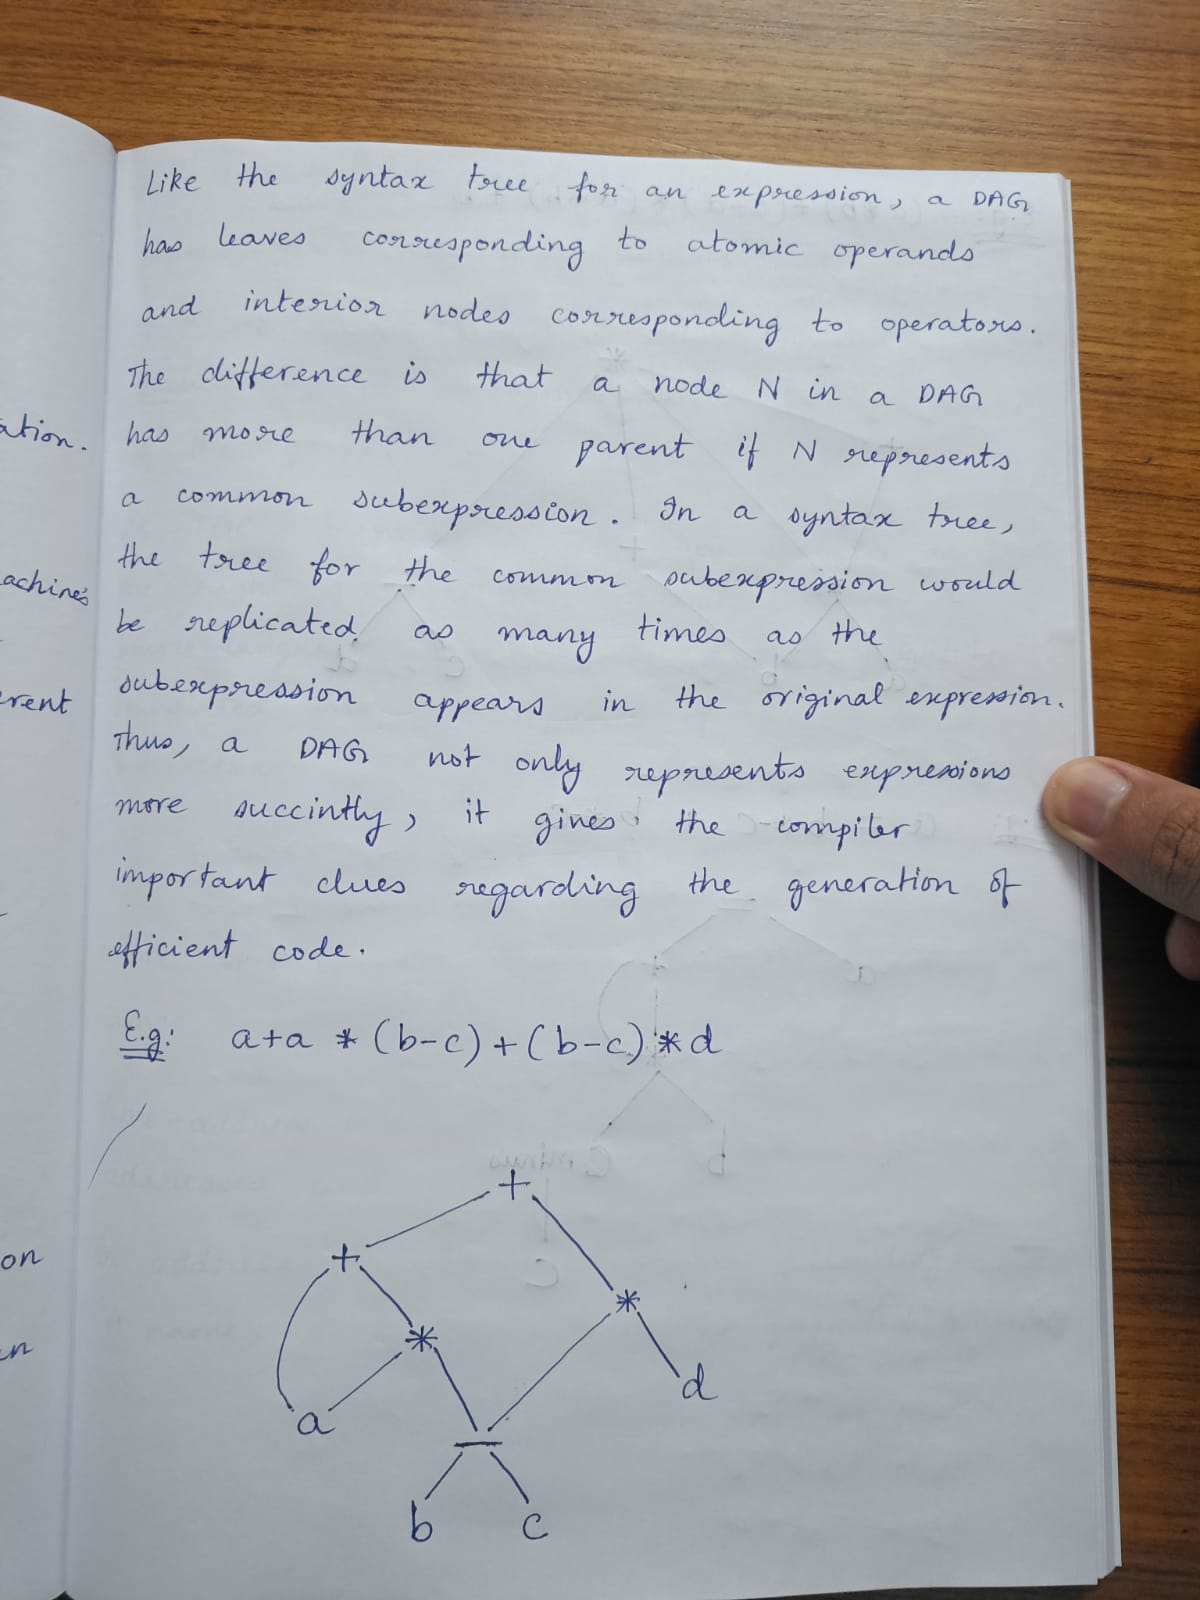 Like the syntax tree for an expression, a DAG
has leaves corresponding to atomic operands
and interior nodes corresponding to operators.
The difference is that a node N in a DAG
has more than one parent if N represents
a common subexpression. In a syntax tree,
the tree for the common subexpression would
be replicated as many times as the
subexpression appears in the original expression.
Thus, a DAG not only represents expressions
more succintly, it gives the compiler
important clues regarding the generation of
efficient code.
E.g: a+a * (b-c) + (b-c) * d
+
+
*
*
a
d
-
b c
ation.
achines
erent
on
en